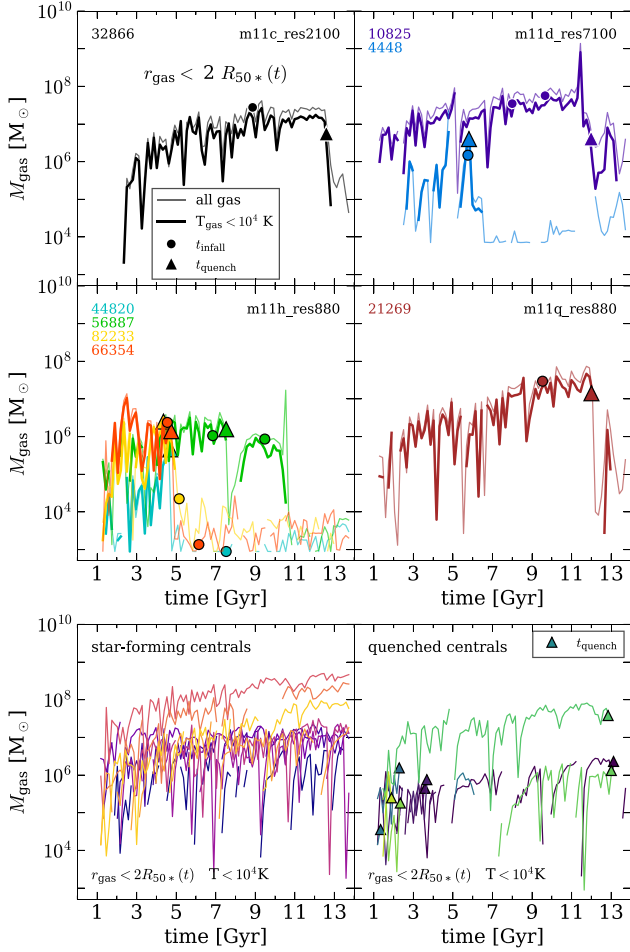 32866 m11c_res2100
r_gas < 2 R_50*(t)
all gas
T_gas < 10^4 K
t_infall
t_quench
10^10
10^8
10^6
10^4
M_gas [M_⊙]
10825 m11d_res7100
4448
10^10
10^8
10^6
10^4
M_gas [M_⊙]
44820 m11h_res880
56887
82233
66354
21269 m11q_res880
1 3 5 7 9 11 13
time [Gyr]
1 3 5 7 9 11 13
time [Gyr]
10^10
10^8
10^6
10^4
M_gas [M_⊙]
star-forming centrals
r_gas < 2R_50*(t) T < 10^4K
quenched centrals
t_quench
r_gas < 2R_50*(t) T < 10^4K
1 3 5 7 9 11 13
time [Gyr]
1 3 5 7 9 11 13
time [Gyr]